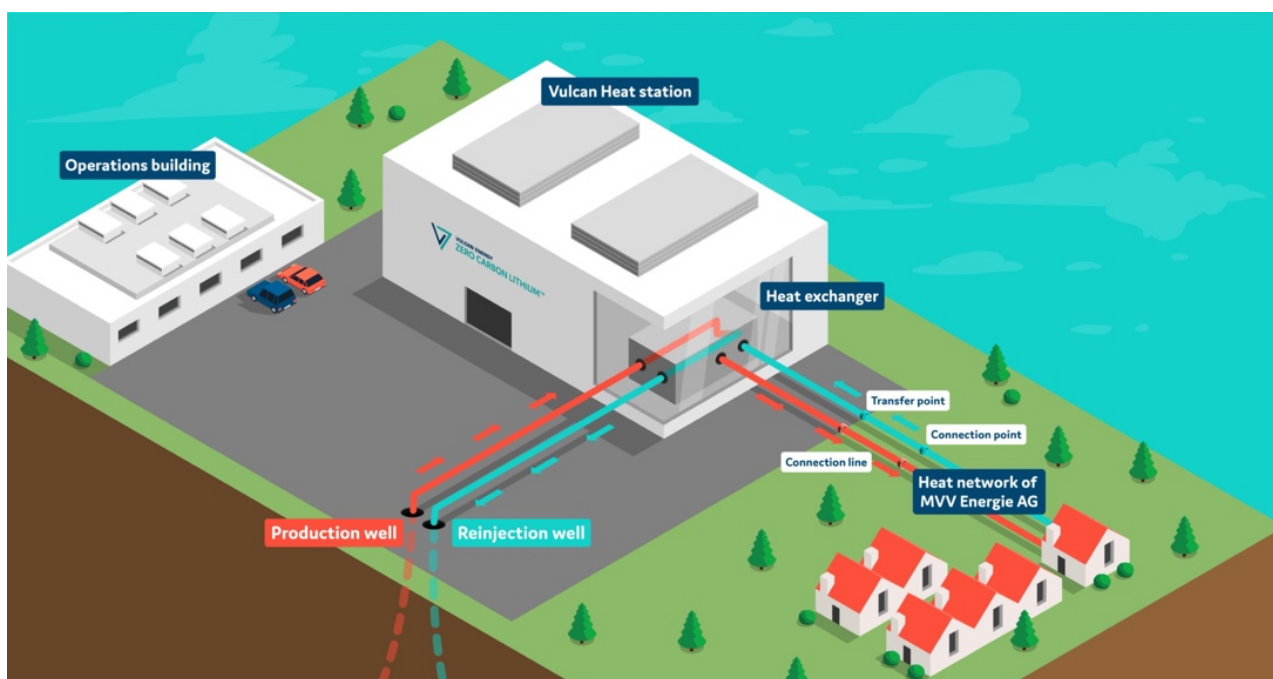 Vulcan Heat station
Operations building
VULCAN ENERGY
ZERO CARBON LITHIUM™
Heat exchanger
Transfer point
Connection point
Connection line
Heat network of
MVV Energie AG
Production well
Reinjection well